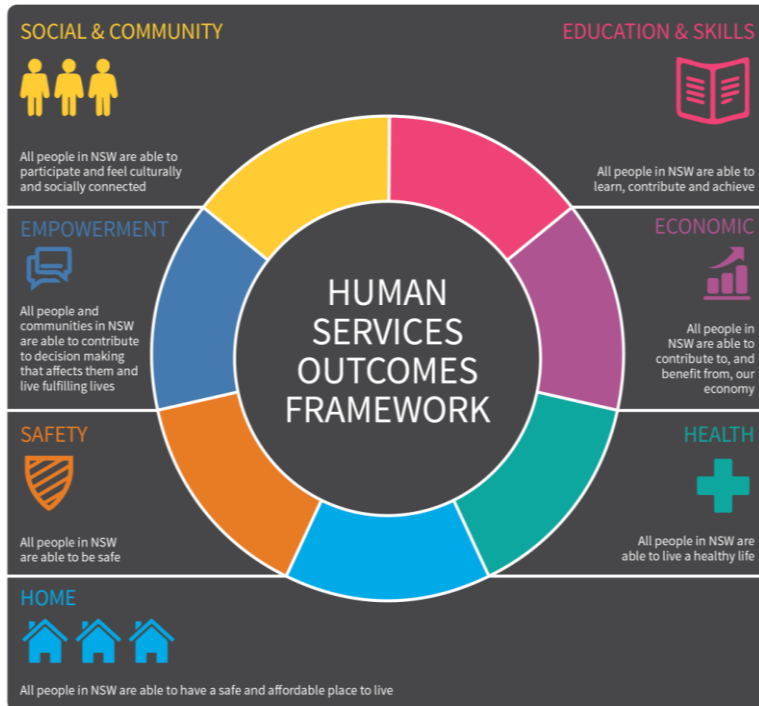 SOCIAL & COMMUNITY
All people in NSW are able to
participate and feel culturally
and socially connected
EDUCATION & SKILLS
All people in NSW are able to
learn, contribute and achieve
EMPOWERMENT
All people and
communities in NSW
are able to contribute
to decision making
that affects them and
live fulfilling lives
HUMAN
SERVICES
OUTCOMES
FRAMEWORK
ECONOMIC
All people in
NSW are able to
contribute to, and
benefit from, our
economy
SAFETY
All people in NSW
are able to be safe
HEALTH
All people in NSW are
able to live a healthy life
HOME
All people in NSW are able to have a safe and affordable place to live